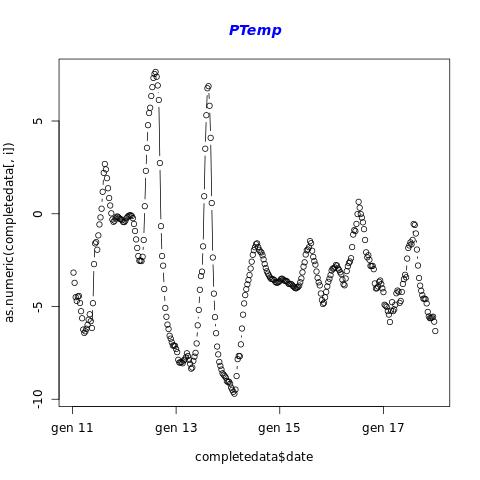 PTemp
as.numeric(completedata[, i])
5
0
-5
-10
gen 11
gen 13
gen 15
gen 17
completedata$date